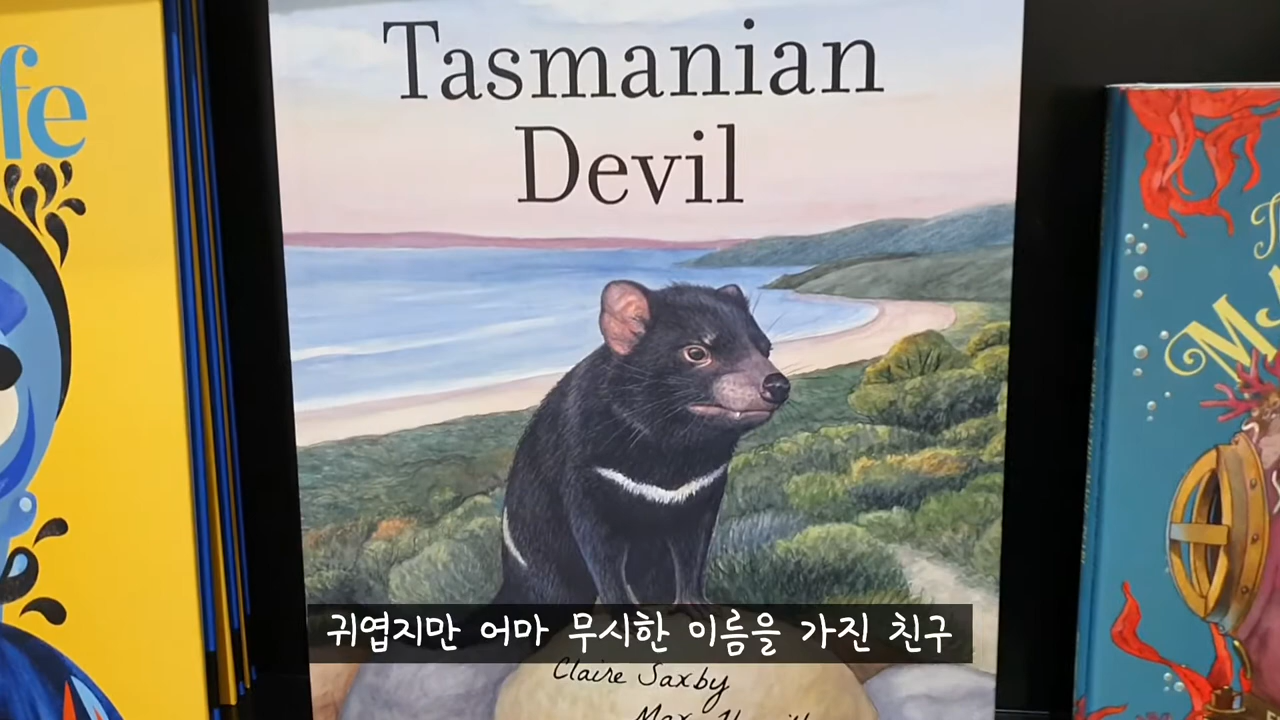 Tasmanian
Devil
fe
귀엽지만 어마 무시한 이름을 가진 친구
Claire Saxby